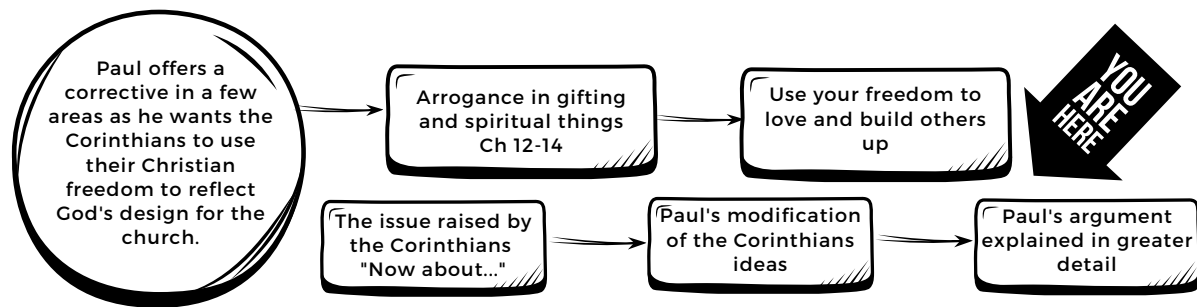 Paul offers a
corrective in a few
areas as he wants the
Corinthians to use
their Christian
freedom to reflect
God's design for the
church.
Arrogance in gifting
and spiritual things
Ch 12-14
Use your freedom to
love and build others
up
YOU
ARE
HERE
The issue raised by
the Corinthians
"Now about..."
Paul's modification
of the Corinthians
ideas
Paul's argument
explained in greater
detail